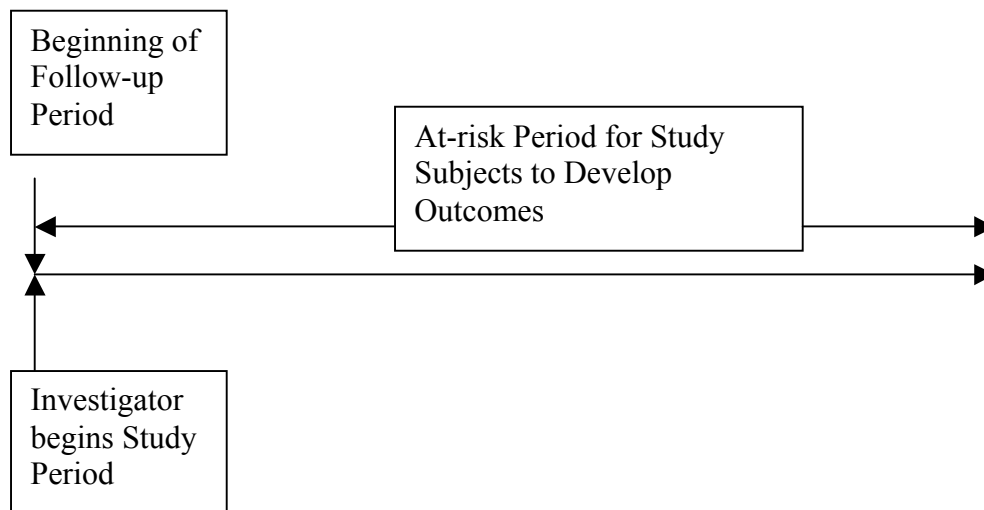 Beginning of
Follow-up
Period
At-risk Period for Study
Subjects to Develop
Outcomes
Investigator
begins Study
Period